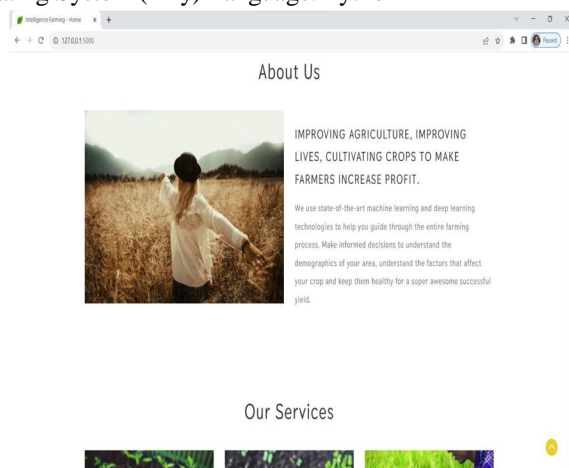 Intelligence Farming - Home
127.0.0.1:5000
Paused
About Us
IMPROVING AGRICULTURE, IMPROVING
LIVES, CULTIVATING CROPS TO MAKE
FARMERS INCREASE PROFIT.
We use state-of-the-art machine learning and deep learning
technologies to help you guide through the entire farming
process. Make informed decisions to understand the
demographics of your area, understand the factors that affect
your crop and keep them healthy for a super awesome successful
yield.
Our Services